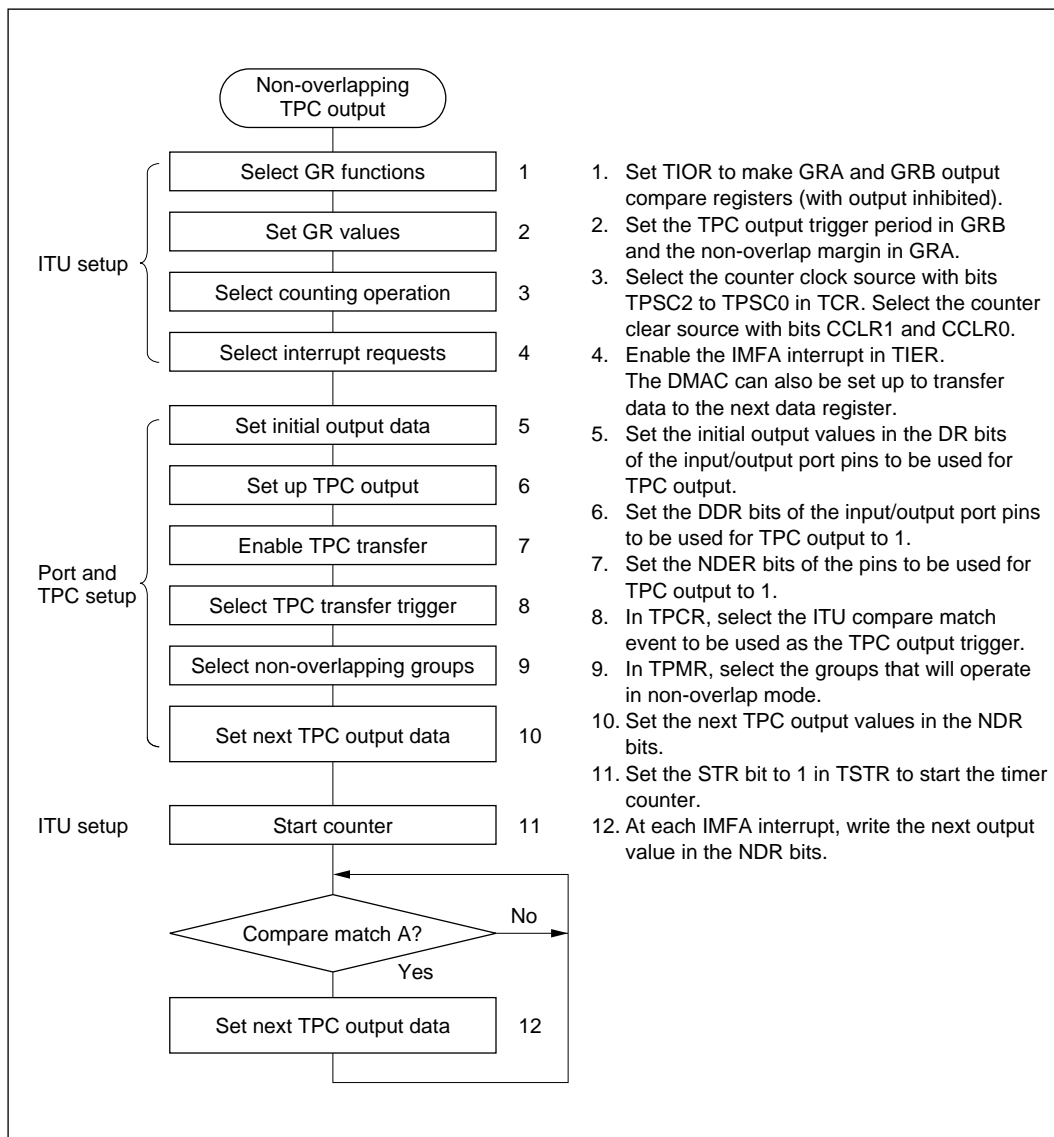 Non-overlapping
TPC output
ITU setup
Select GR functions 1
Set GR values 2
Select counting operation 3
Select interrupt requests 4
Port and
TPC setup
Set initial output data 5
Set up TPC output 6
Enable TPC transfer 7
Select TPC transfer trigger 8
Select non-overlapping groups 9
Set next TPC output data 10
ITU setup
Start counter 11
Compare match A?
No
Yes
Set next TPC output data 12
1. Set TIOR to make GRA and GRB output
compare registers (with output inhibited).
2. Set the TPC output trigger period in GRB
and the non-overlap margin in GRA.
3. Select the counter clock source with bits
TPSC2 to TPSC0 in TCR. Select the counter
clear source with bits CCLR1 and CCLR0.
4. Enable the IMFA interrupt in TIER.
The DMAC can also be set up to transfer
data to the next data register.
5. Set the initial output values in the DR bits
of the input/output port pins to be used for
TPC output.
6. Set the DDR bits of the input/output port pins
to be used for TPC output to 1.
7. Set the NDER bits of the pins to be used for
TPC output to 1.
8. In TPCR, select the ITU compare match
event to be used as the TPC output trigger.
9. In TPMR, select the groups that will operate
in non-overlap mode.
10. Set the next TPC output values in the NDR
bits.
11. Set the STR bit to 1 in TSTR to start the timer
counter.
12. At each IMFA interrupt, write the next output
value in the NDR bits.